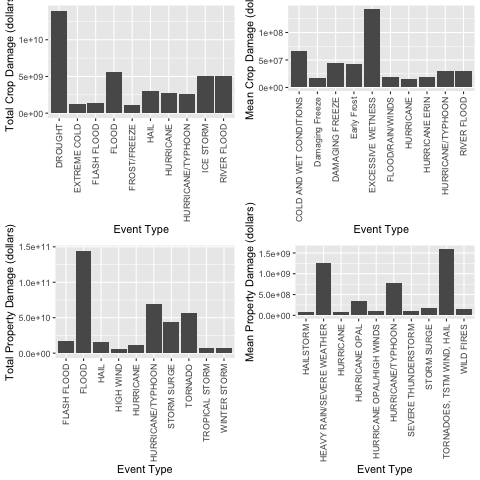 Total Crop Damage (dollars)
1e+10
5e+09
0e+00
DROUGHT
EXTREME COLD
FLASH FLOOD
FLOOD
FROST/FREEZE
HAIL
HURRICANE
HURRICANE/TYPHOON
ICE STORM
RIVER FLOOD
Event Type
Mean Crop Damage (dollars)
1e+08
5e+07
0e+00
COLD AND WET CONDITIONS
Damaging Freeze
DAMAGING FREEZE
Early Frost
EXCESSIVE WETNESS
FLOOD/RAIN/WINDS
HURRICANE
HURRICANE ERIN
HURRICANE/TYPHOON
RIVER FLOOD
Event Type
Total Property Damage (dollars)
1.5e+11
1.0e+11
5.0e+10
0.0e+00
FLASH FLOOD
FLOOD
HAIL
HIGH WIND
HURRICANE
HURRICANE/TYPHOON
STORM SURGE
TORNADO
TROPICAL STORM
WINTER STORM
Event Type
Mean Property Damage (dollars)
1.5e+09
1.0e+09
5.0e+08
0.0e+00
HAILSTORM
HEAVY RAIN/SEVERE WEATHER
HURRICANE
HURRICANE OPAL
HURRICANE OPAL/HIGH WINDS
HURRICANE/TYPHOON
SEVERE THUNDERSTORM
STORM SURGE
TORNADOES, TSTM WIND, HAIL
WILD FIRES
Event Type